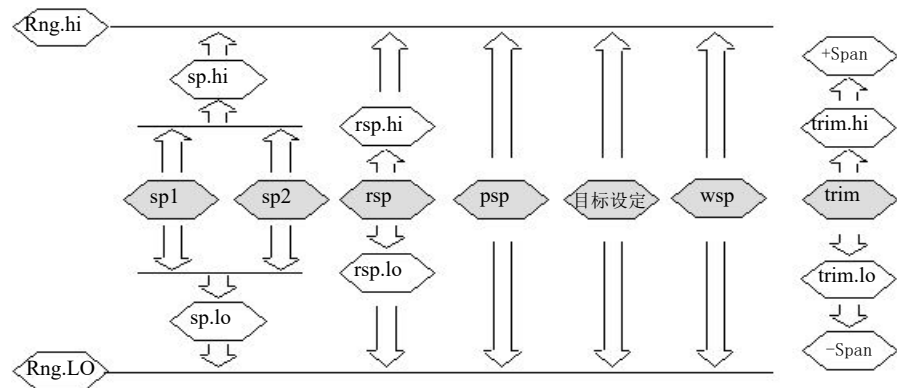 Rng.hi
+Span
sp.hi
rsp.hi
trim.hi
sp1
sp2
rsp
psp
目标设定
wsp
trim
rsp.lo
trim.lo
sp.lo
−Span
Rng.LO